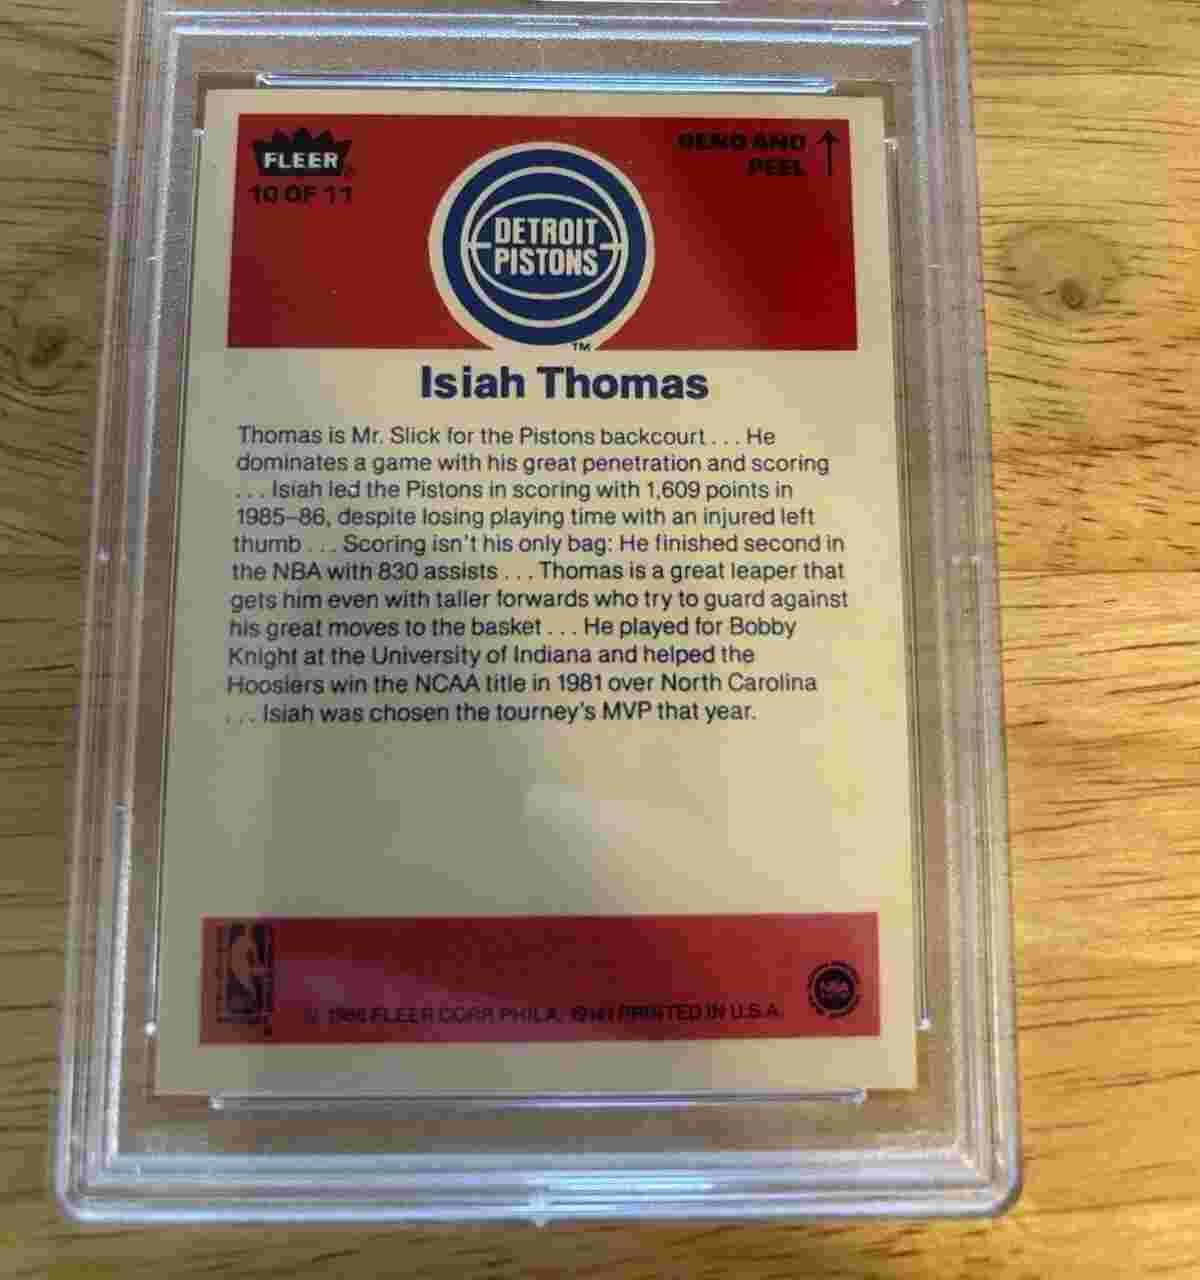 FLEER
10 OF 11
DETROIT
PISTONS
BEND AND
PEEL
TM
Isiah Thomas
Thomas is Mr. Slick for the Pistons backcourt . . . He
dominates a game with his great penetration and scoring
. . . Isiah led the Pistons in scoring with 1,609 points in
1985–86, despite losing playing time with an injured left
thumb . . . Scoring isn't his only bag: He finished second in
the NBA with 830 assists . . . Thomas is a great leaper that
gets him even with taller forwards who try to guard against
his great moves to the basket . . . He played for Bobby
Knight at the University of Indiana and helped the
Hoosiers win the NCAA title in 1981 over North Carolina
. . . Isiah was chosen the tourney's MVP that year.
© 1986 FLEER CORP. PHILA. 19141 PRINTED IN U.S.A.